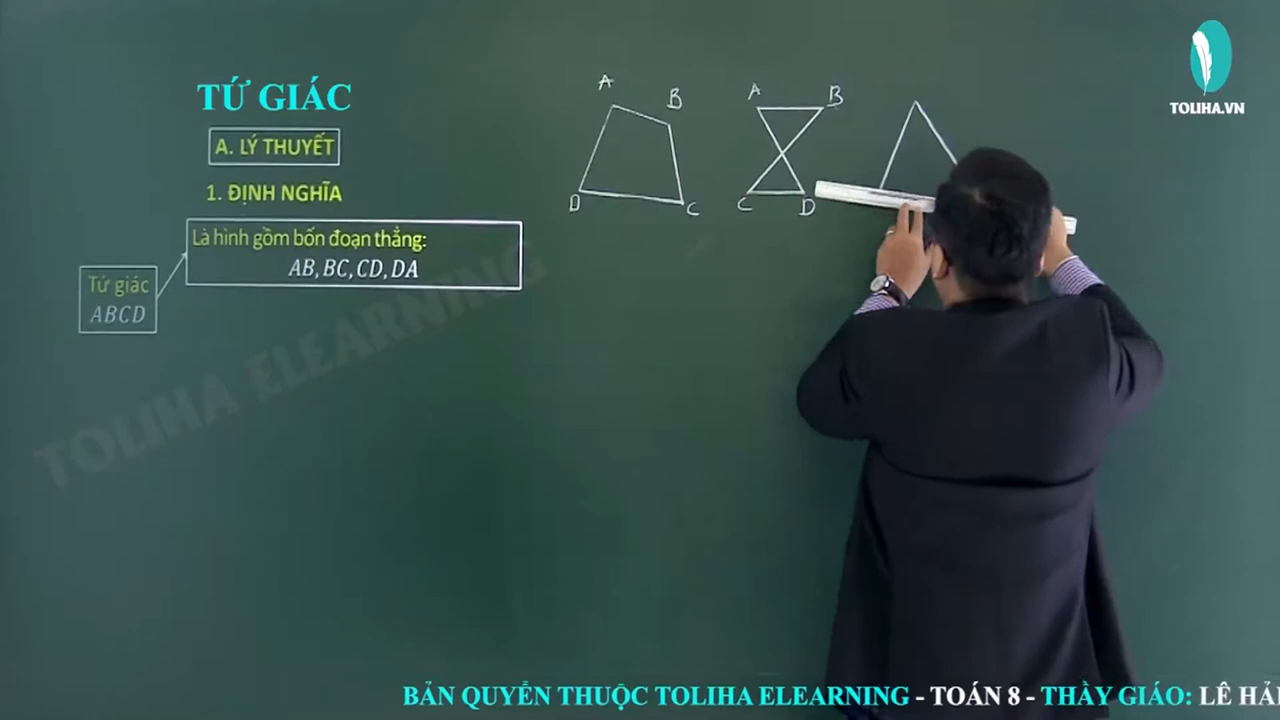 TỨ GIÁC
A. LÝ THUYẾT
1. ĐỊNH NGHĨA
Là hình gồm bốn đoạn thẳng:
AB, BC, CD, DA
Tứ giác
ABCD
A
B
D
C
A
B
C
D
TOLIHA.VN
TOLIHA ELEARNING
BẢN QUYỀN THUỘC TOLIHA ELEARNING - TOÁN 8 - THẦY GIÁO: LÊ HẢI